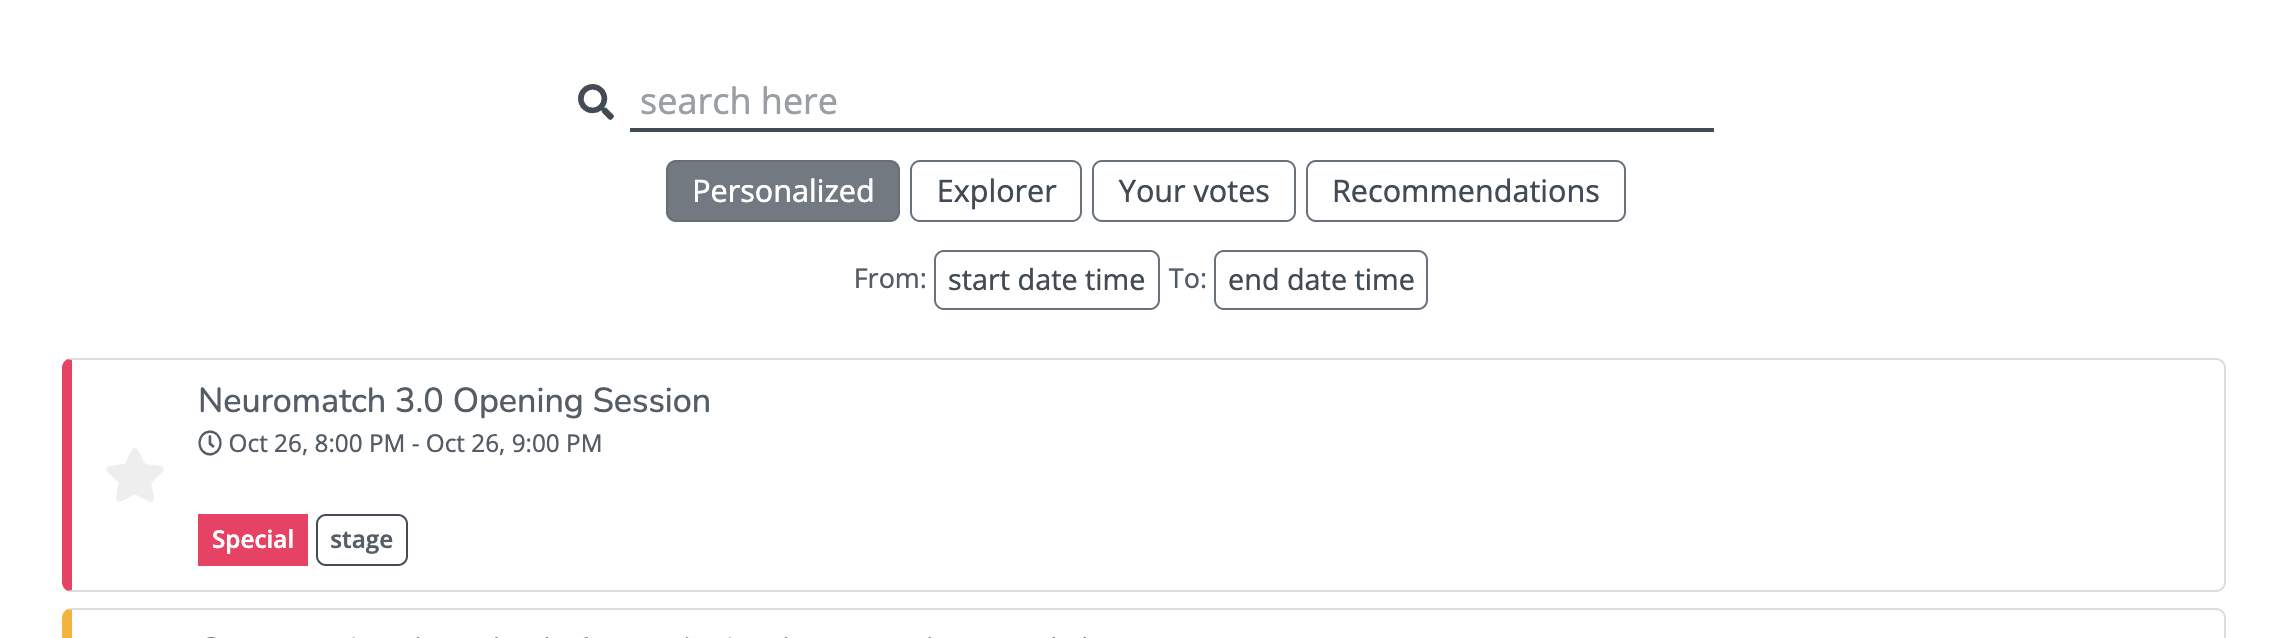 search here
Personalized Explorer Your votes Recommendations
From: start date time To: end date time
Neuromatch 3.0 Opening Session
Oct 26, 8:00 PM - Oct 26, 9:00 PM
Special stage